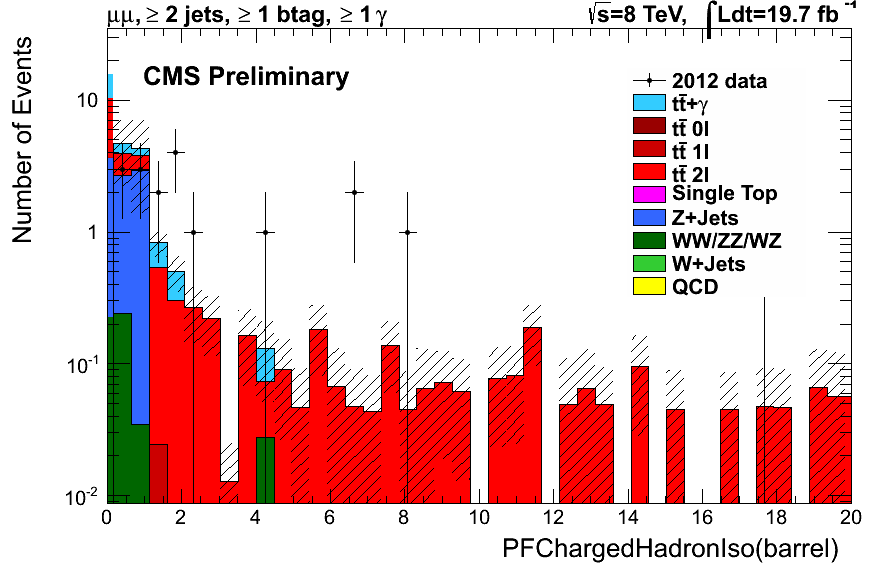 μμ, ≥ 2 jets, ≥ 1 btag, ≥ 1 γ
√s=8 TeV, ∫Ldt=19.7 fb⁻¹
CMS Preliminary
2012 data
tt̄+γ
tt̄ 0l
tt̄ 1l
tt̄ 2l
Single Top
Z+Jets
WW/ZZ/WZ
W+Jets
QCD
Number of Events
10
1
10⁻¹
10⁻²
0 2 4 6 8 10 12 14 16 18 20
PFChargedHadronIso(barrel)